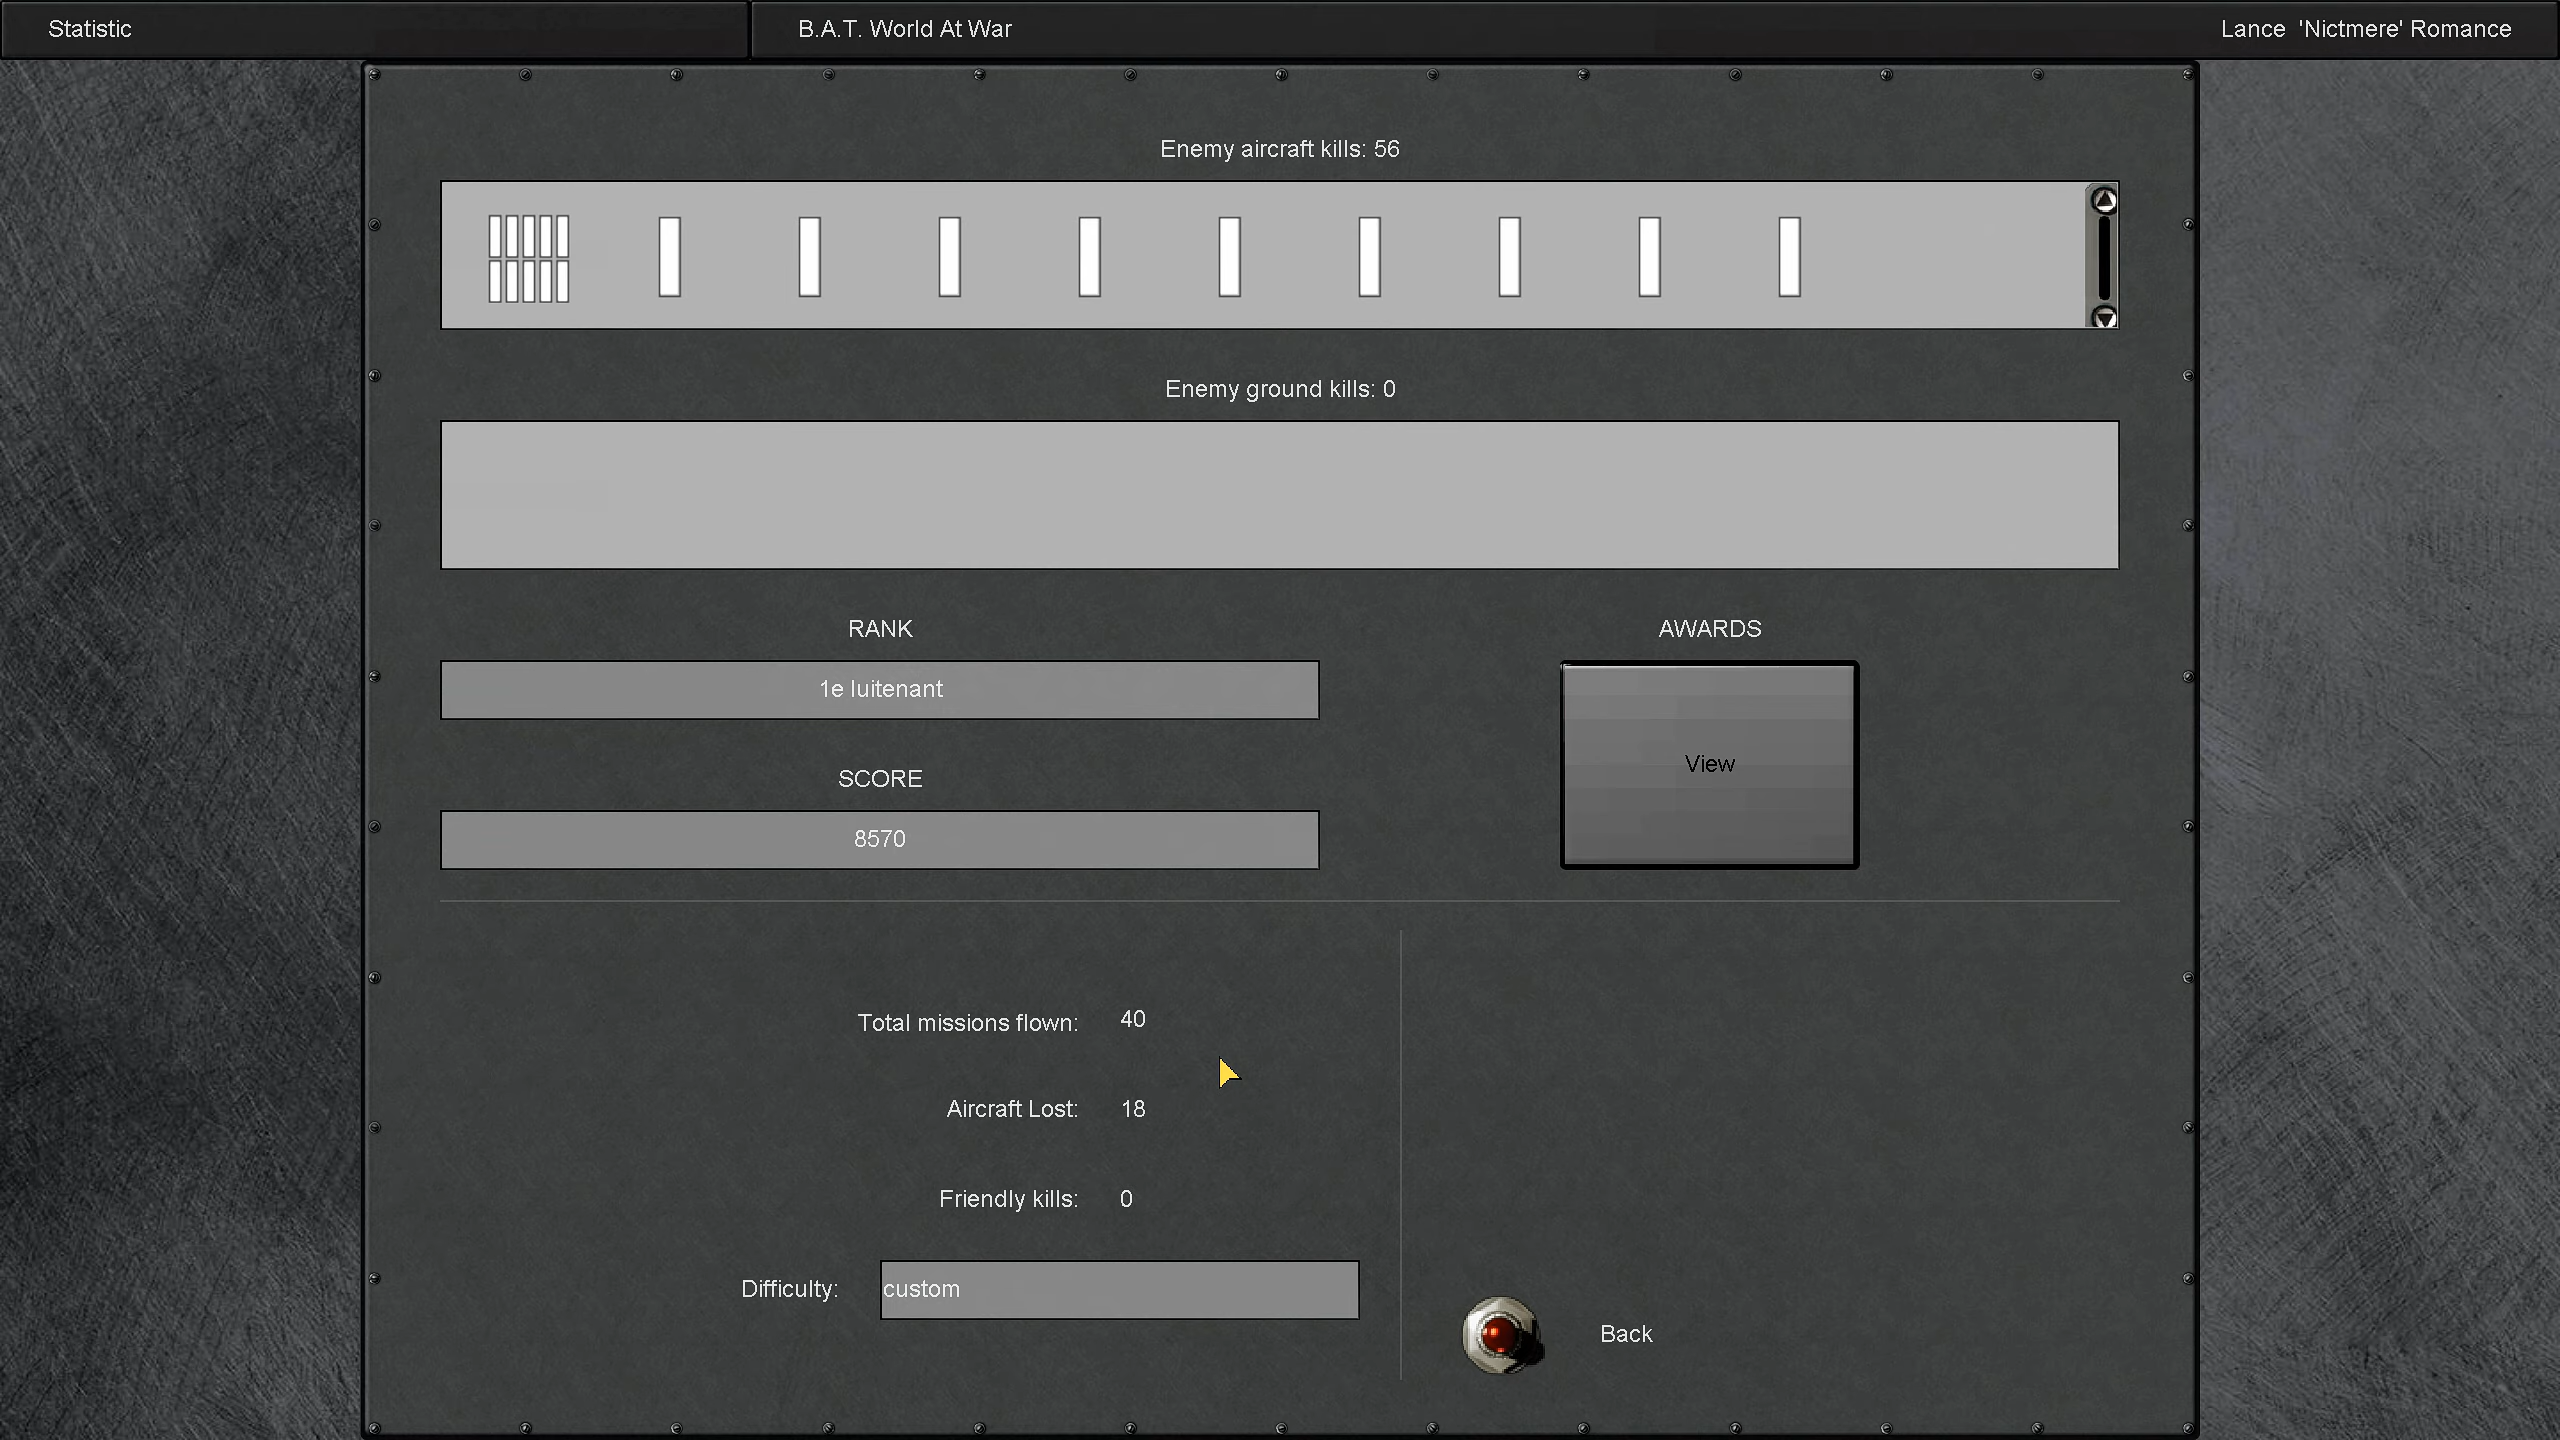 Statistic
B.A.T. World At War
Lance 'Nictmere' Romance
Enemy aircraft kills: 56
Enemy ground kills: 0
RANK
AWARDS
1e luitenant
View
SCORE
8570
Total missions flown: 40
Aircraft Lost: 18
Friendly kills: 0
Difficulty: custom
Back